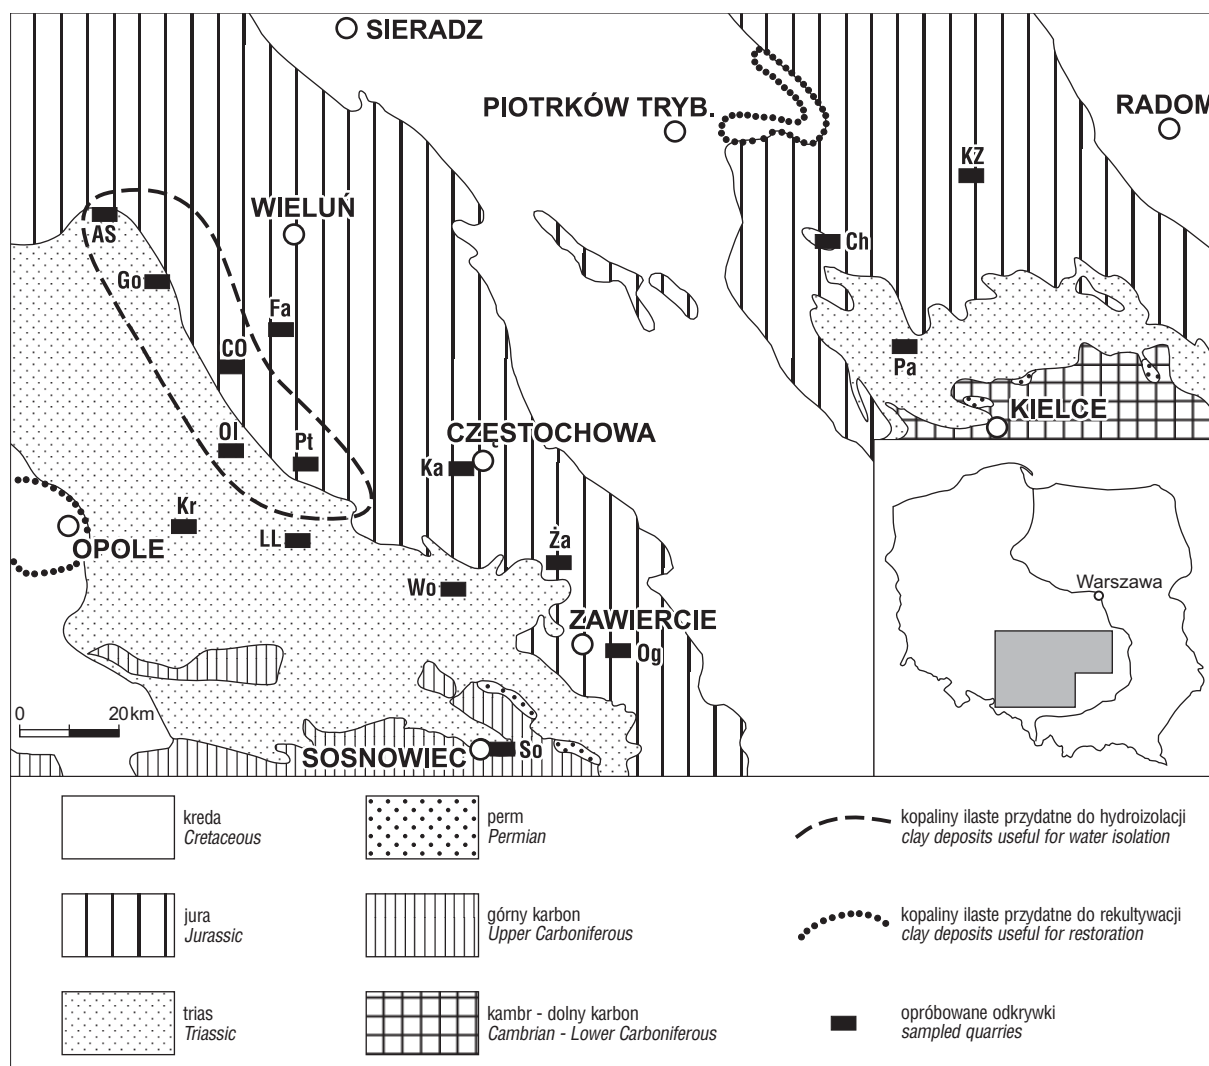 SIERADZ
PIOTRKÓW TRYB.
RADOM
KZ
WIELUŃ
AS
Ch
Go
Fa
CO
Pa
KIELCE
Ol
Pt
CZĘSTOCHOWA
Ka
Kr
OPOLE
LL
Ża
Wo
Warszawa
ZAWIERCIE
Og
0 20 km
SOSNOWIEC
So
kreda
Cretaceous
jura
Jurassic
trias
Triassic
perm
Permian
górny karbon
Upper Carboniferous
kambr - dolny karbon
Cambrian - Lower Carboniferous
kopaliny ilaste przydatne do hydroizolacji
clay deposits useful for water isolation
kopaliny ilaste przydatne do rekultywacji
clay deposits useful for restoration
opróbowane odkrywki
sampled quarries